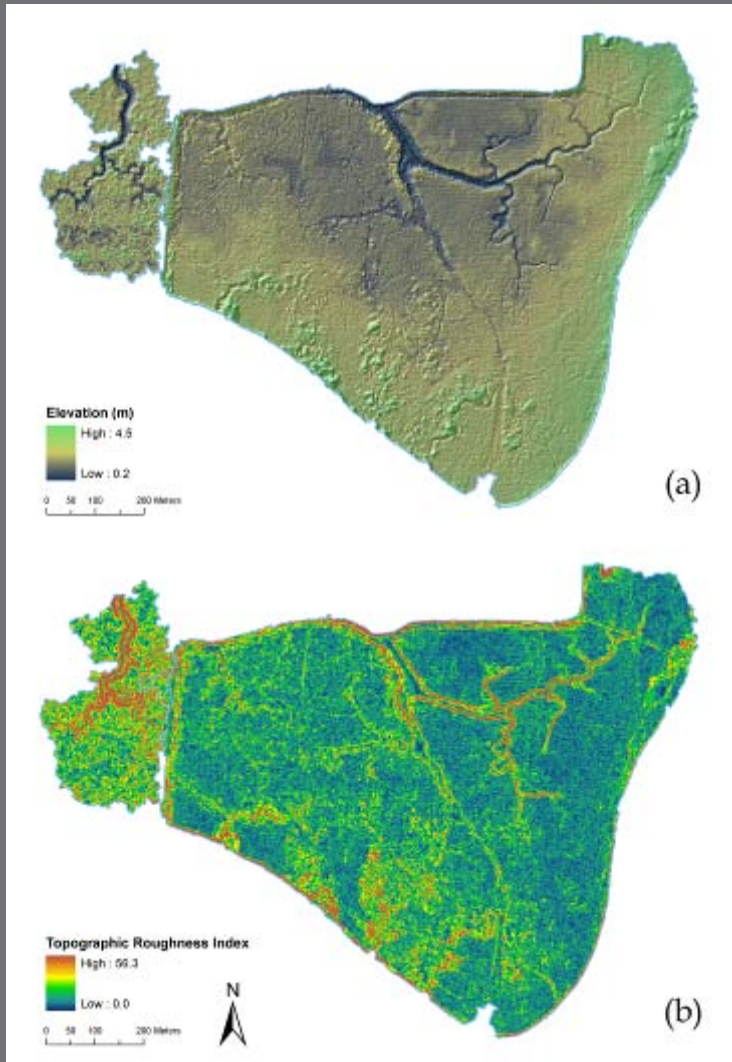 (a)
Elevation (m)
High : 4.5
Low : 0.2
0 50 100 200 Meters
(b)
Topographic Roughness Index
High : 56.3
Low : 0.0
0 50 100 200 Meters
N